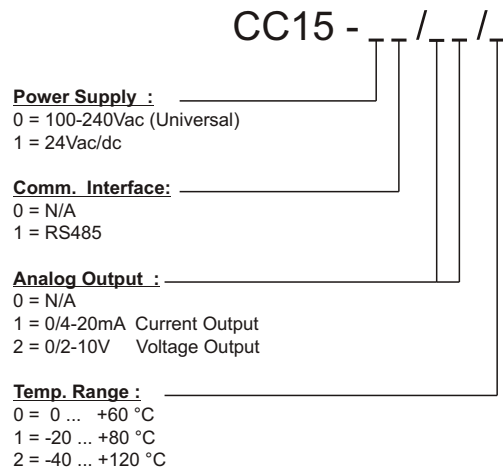 CC15 - _ _ /_ _ /_
Power Supply :
0 = 100-240Vac (Universal)
1 = 24Vac/dc
Comm. Interface:
0 = N/A
1 = RS485
Analog Output :
0 = N/A
1 = 0/4-20mA Current Output
2 = 0/2-10V Voltage Output
Temp. Range :
0 = 0 ... +60 °C
1 = -20 ... +80 °C
2 = -40 ... +120 °C